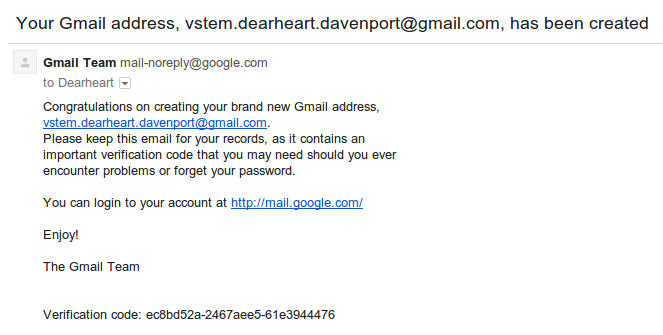 Your Gmail address, vstem.dearheart.davenport@gmail.com, has been created
Gmail Team mail-noreply@google.com
to Dearheart
Congratulations on creating your brand new Gmail address,
vstem.dearheart.davenport@gmail.com.
Please keep this email for your records, as it contains an
important verification code that you may need should you ever
encounter problems or forget your password.
You can login to your account at http://mail.google.com/
Enjoy!
The Gmail Team
Verification code: ec8bd52a-2467aee5-61e3944476